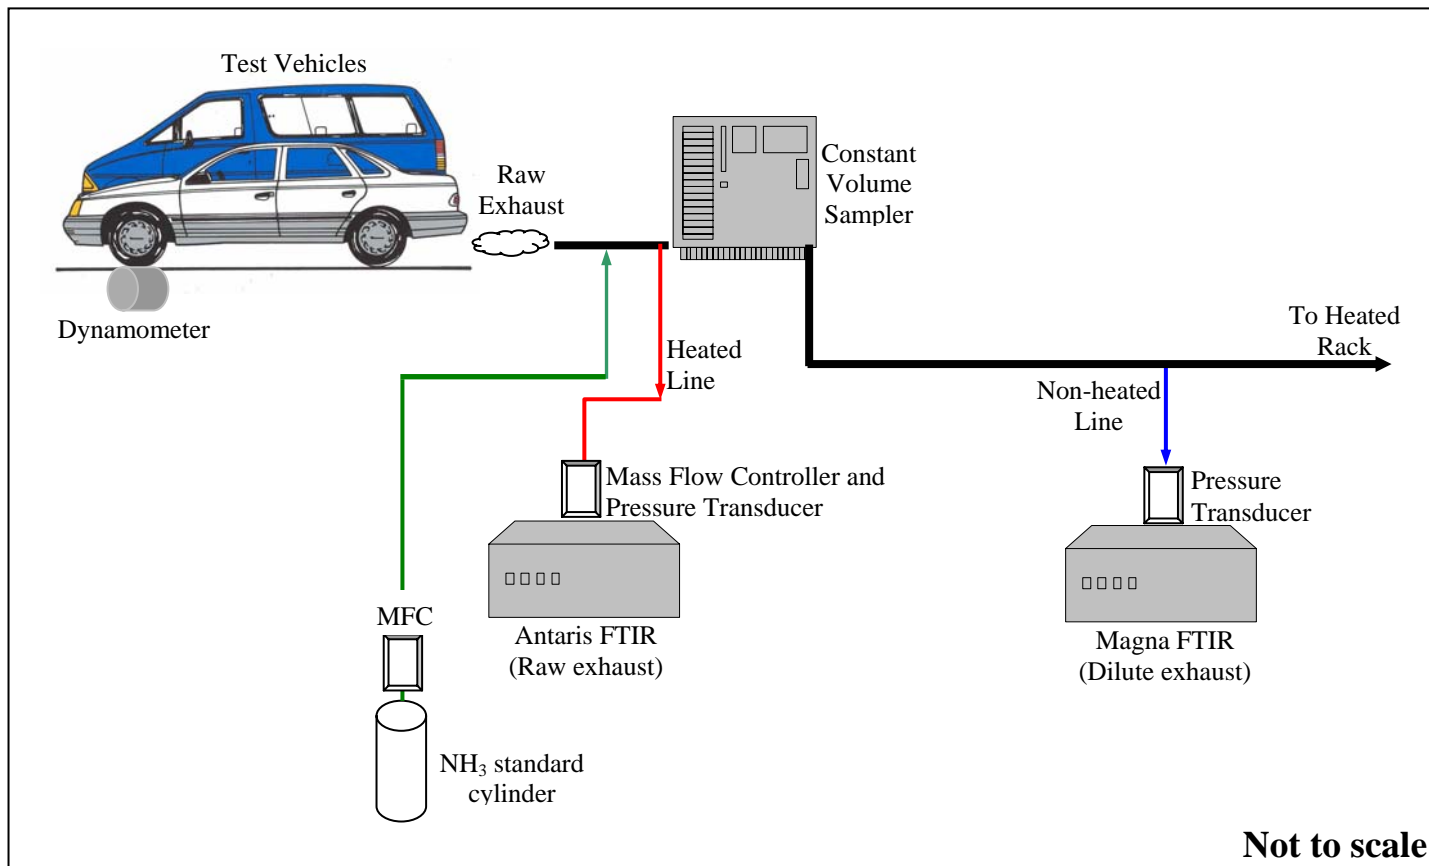 Test Vehicles
Raw
Exhaust
Constant
Volume
Sampler
Dynamometer
Heated
Line
To Heated
Rack
Non-heated
Line
Mass Flow Controller and
Pressure Transducer
Pressure
Transducer
MFC
Antaris FTIR
(Raw exhaust)
Magna FTIR
(Dilute exhaust)
NH₃ standard
cylinder
Not to scale